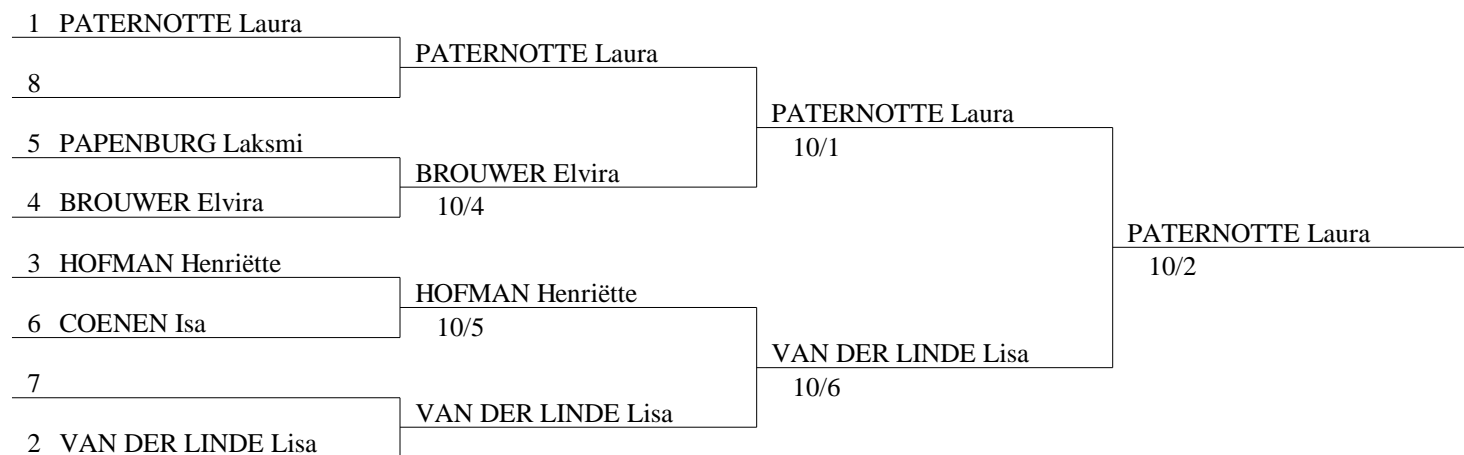 1 PATERNOTTE Laura
8
5 PAPENBURG Laksmi
4 BROUWER Elvira
3 HOFMAN Henriëtte
6 COENEN Isa
7
2 VAN DER LINDE Lisa
PATERNOTTE Laura
BROUWER Elvira
10/4
HOFMAN Henriëtte
10/5
VAN DER LINDE Lisa
PATERNOTTE Laura
10/1
VAN DER LINDE Lisa
10/6
PATERNOTTE Laura
10/2